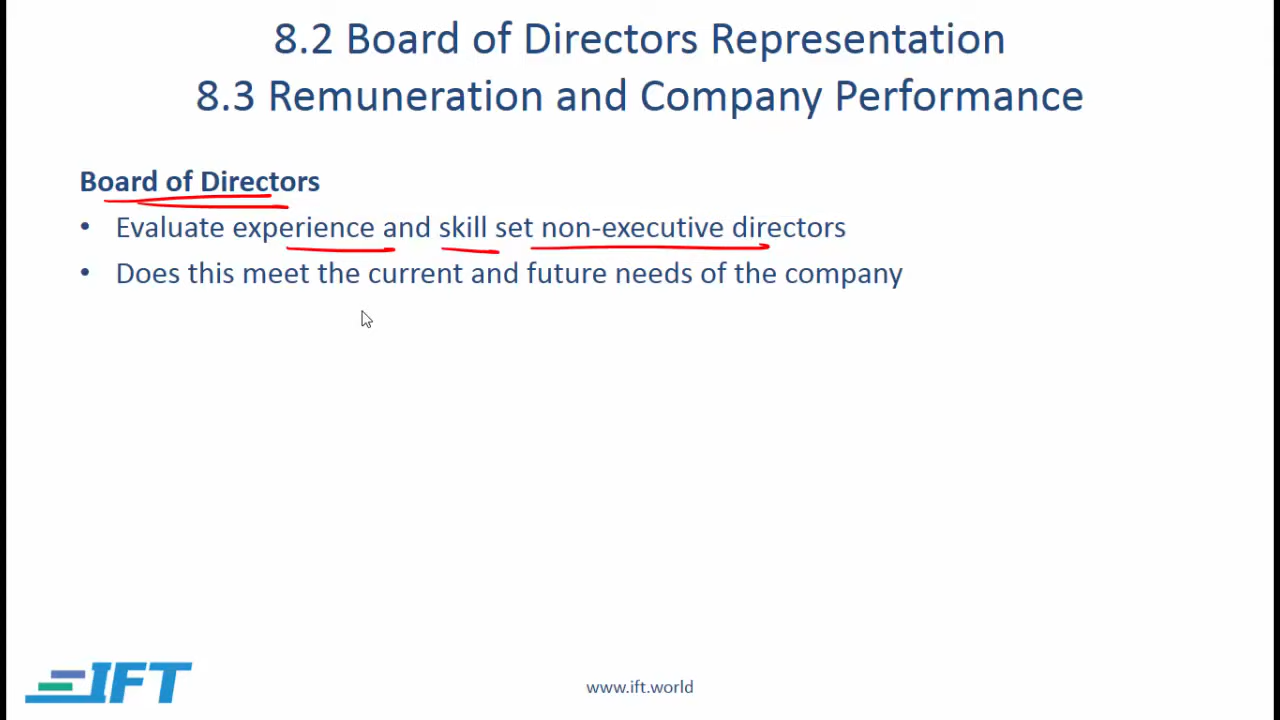 8.2 Board of Directors Representation
8.3 Remuneration and Company Performance
Board of Directors
• Evaluate experience and skill set non-executive directors
• Does this meet the current and future needs of the company
IFT
www.ift.world